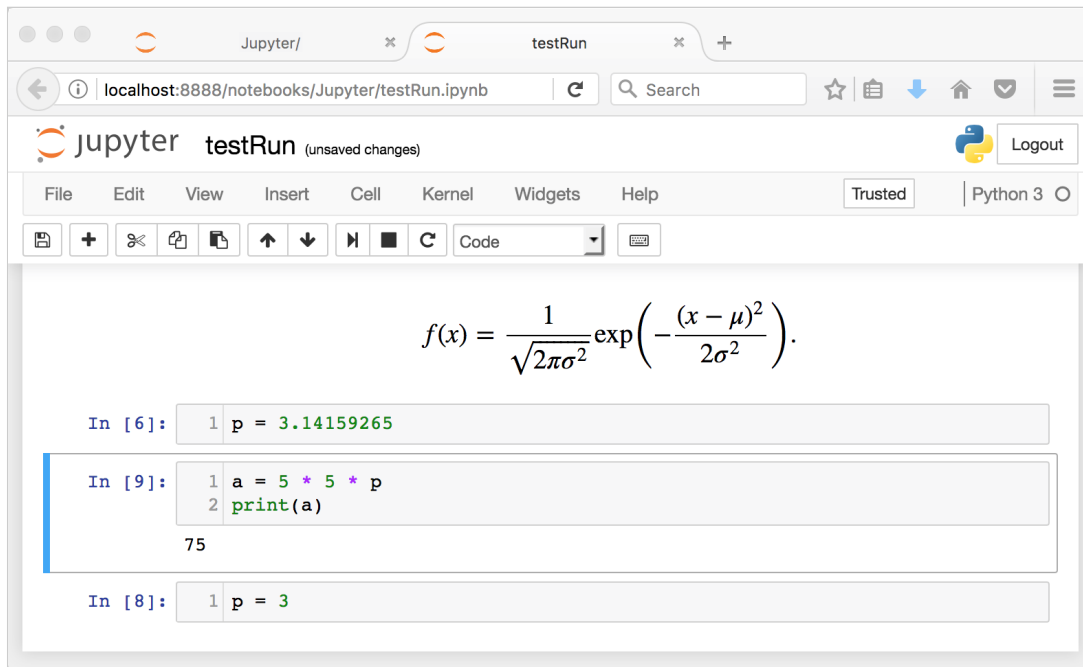 Jupyter/ testRun
localhost:8888/notebooks/Jupyter/testRun.ipynb Search
jupyter testRun (unsaved changes) Logout
File Edit View Insert Cell Kernel Widgets Help Trusted Python 3
Code
f(x) = 1/√(2πσ²) exp(−(x − μ)²/2σ²).
In [6]: 1 p = 3.14159265
In [9]: 1 a = 5 * 5 * p
2 print(a)
75
In [8]: 1 p = 3